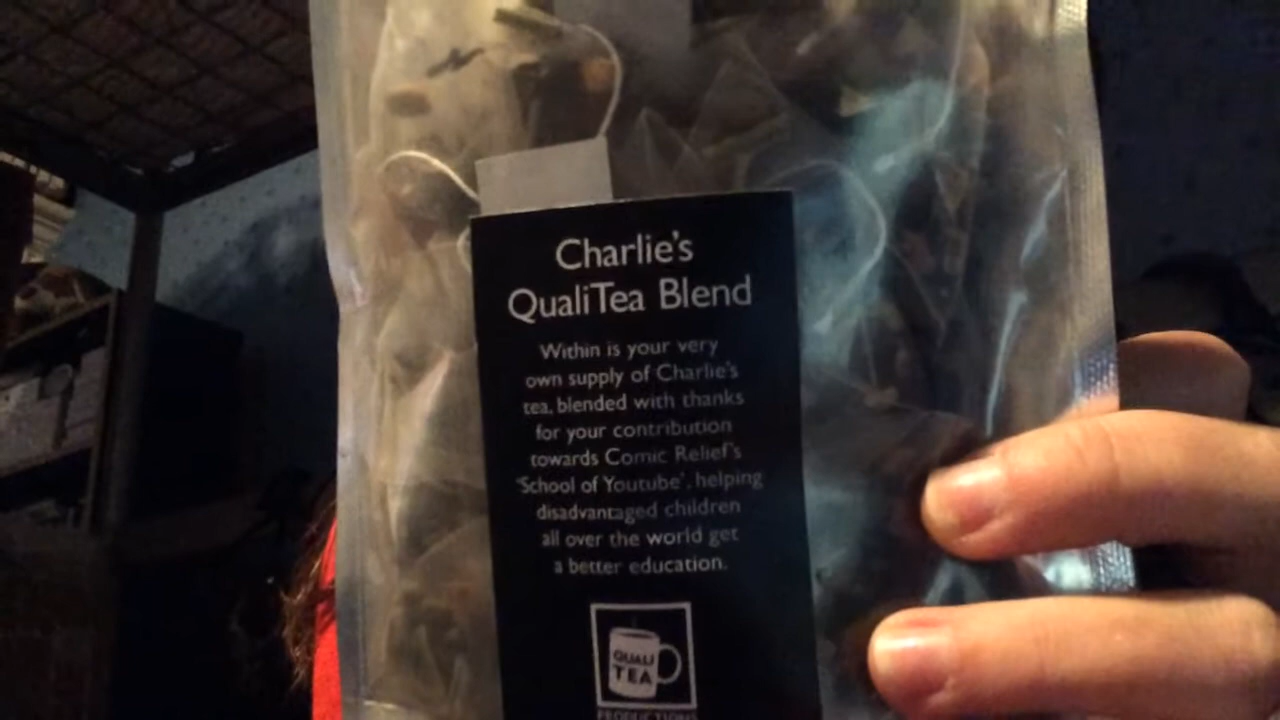 Charlie's
QualiTea Blend
Within is your very
own supply of Charlie's
tea, blended with thanks
for your contribution
towards Comic Relief's
'School of Youtube', helping
disadvantaged children
all over the world get
a better education.
QUALI
TEA
PRODUCTIONS